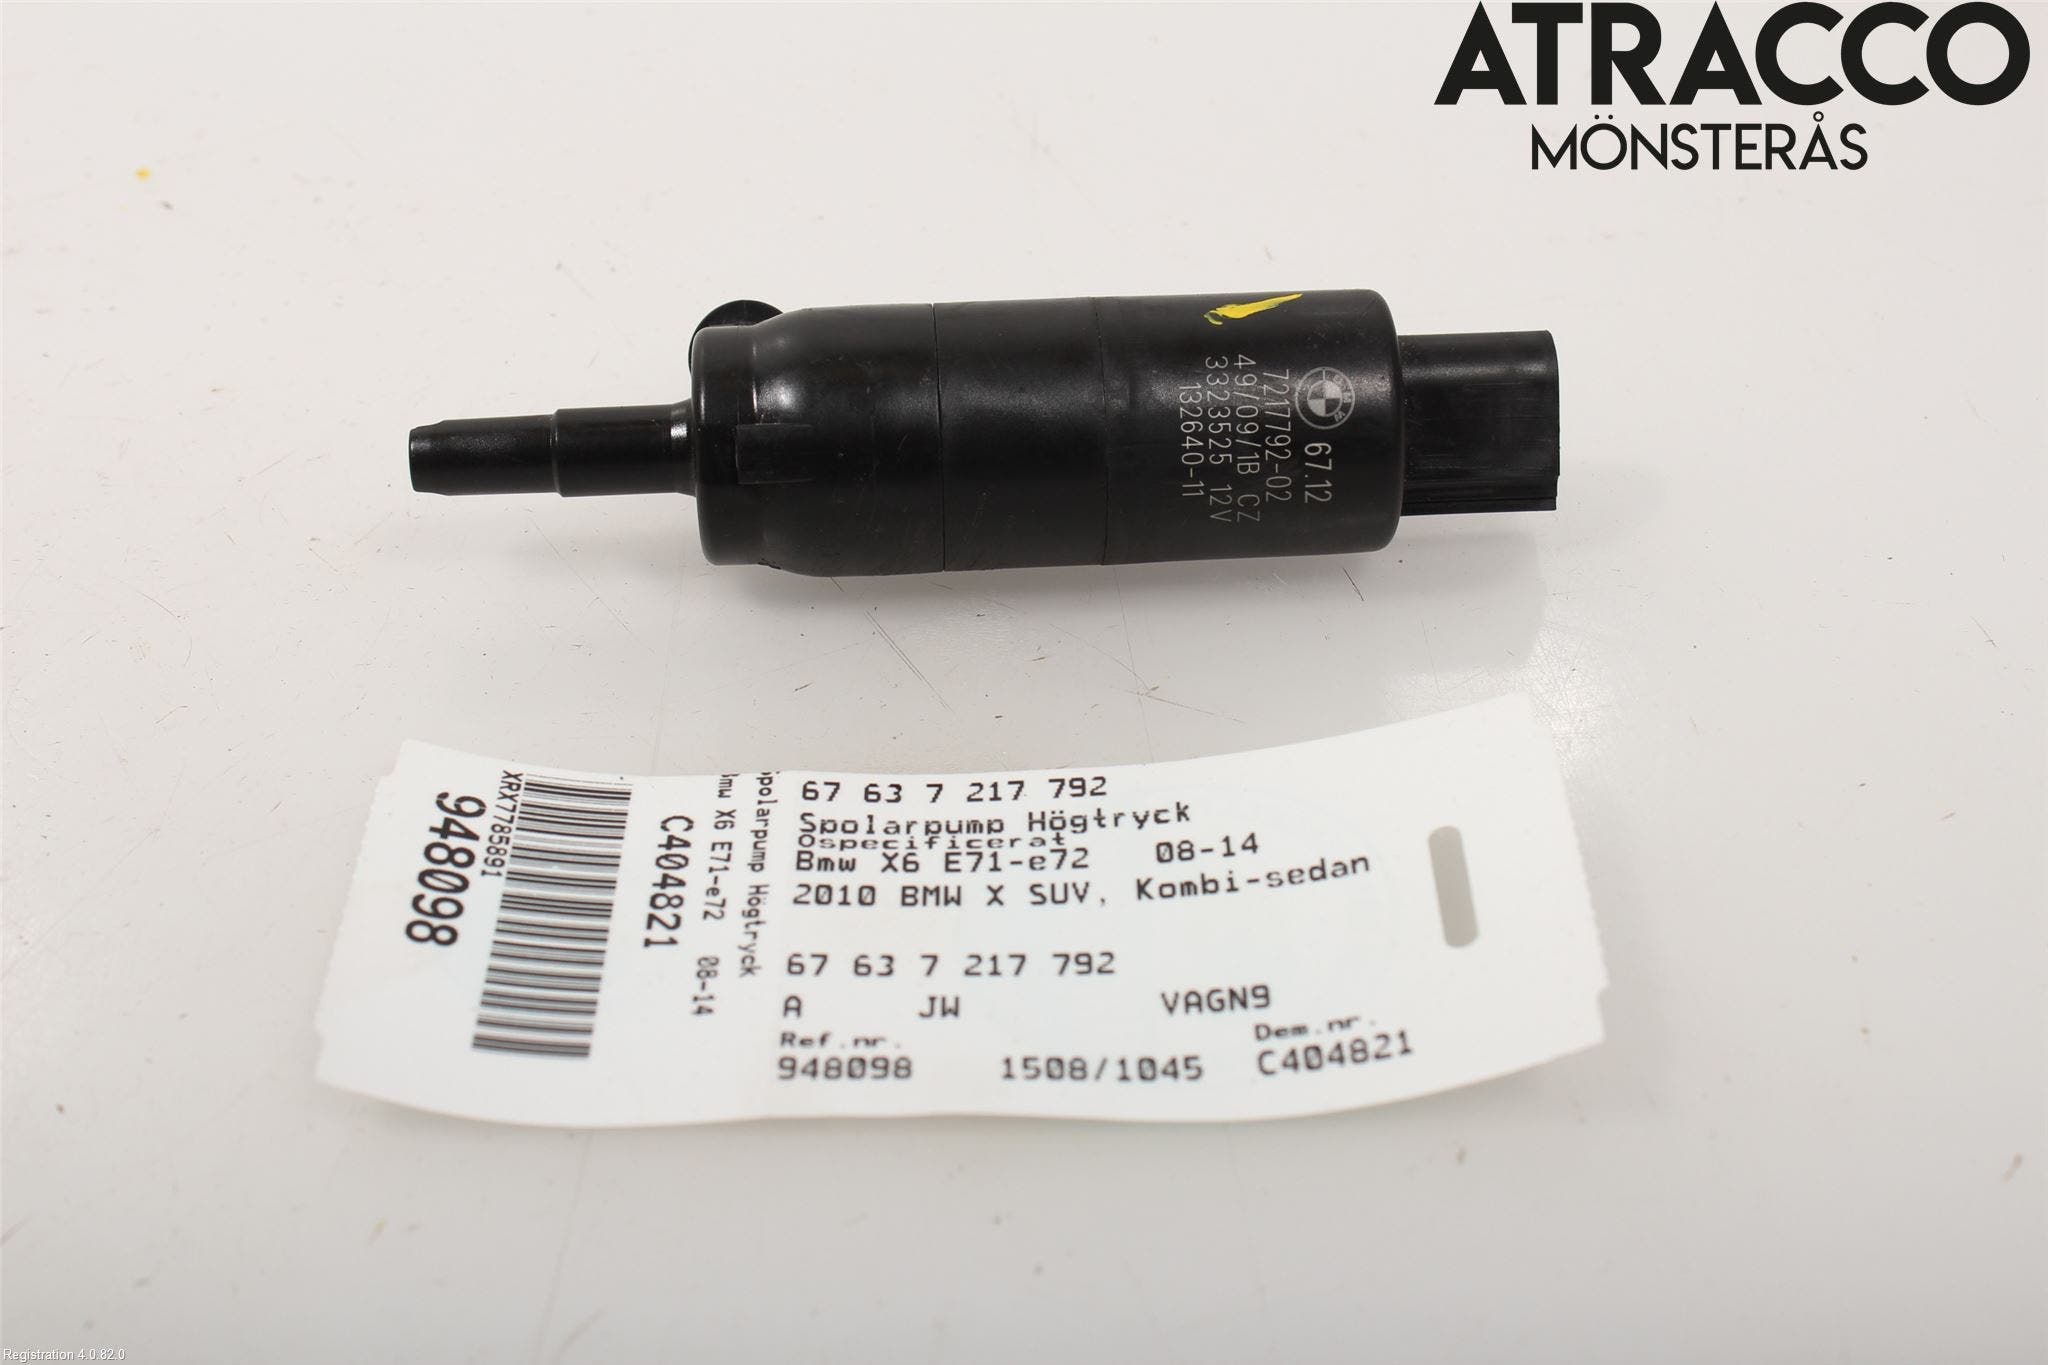 ATRACCO
MÖNSTERÅS
BMW
67.12
7217792-02
49/09/1B CZ
3323525 12V
132640-11
948098
XRX7785891
C404821
Bmw X6 E71-e72 08-14
Spolarpump Högtryck
67 63 7 217 792
Spolarpump Högtryck
Ospecificerat
Bmw X6 E71-e72 08-14
2010 BMW X SUV, Kombi-sedan
67 63 7 217 792
A JW VAGN9
Ref.nr. Dem.nr.
948098 1508/1045 C404821
Registration 4.0.82.0